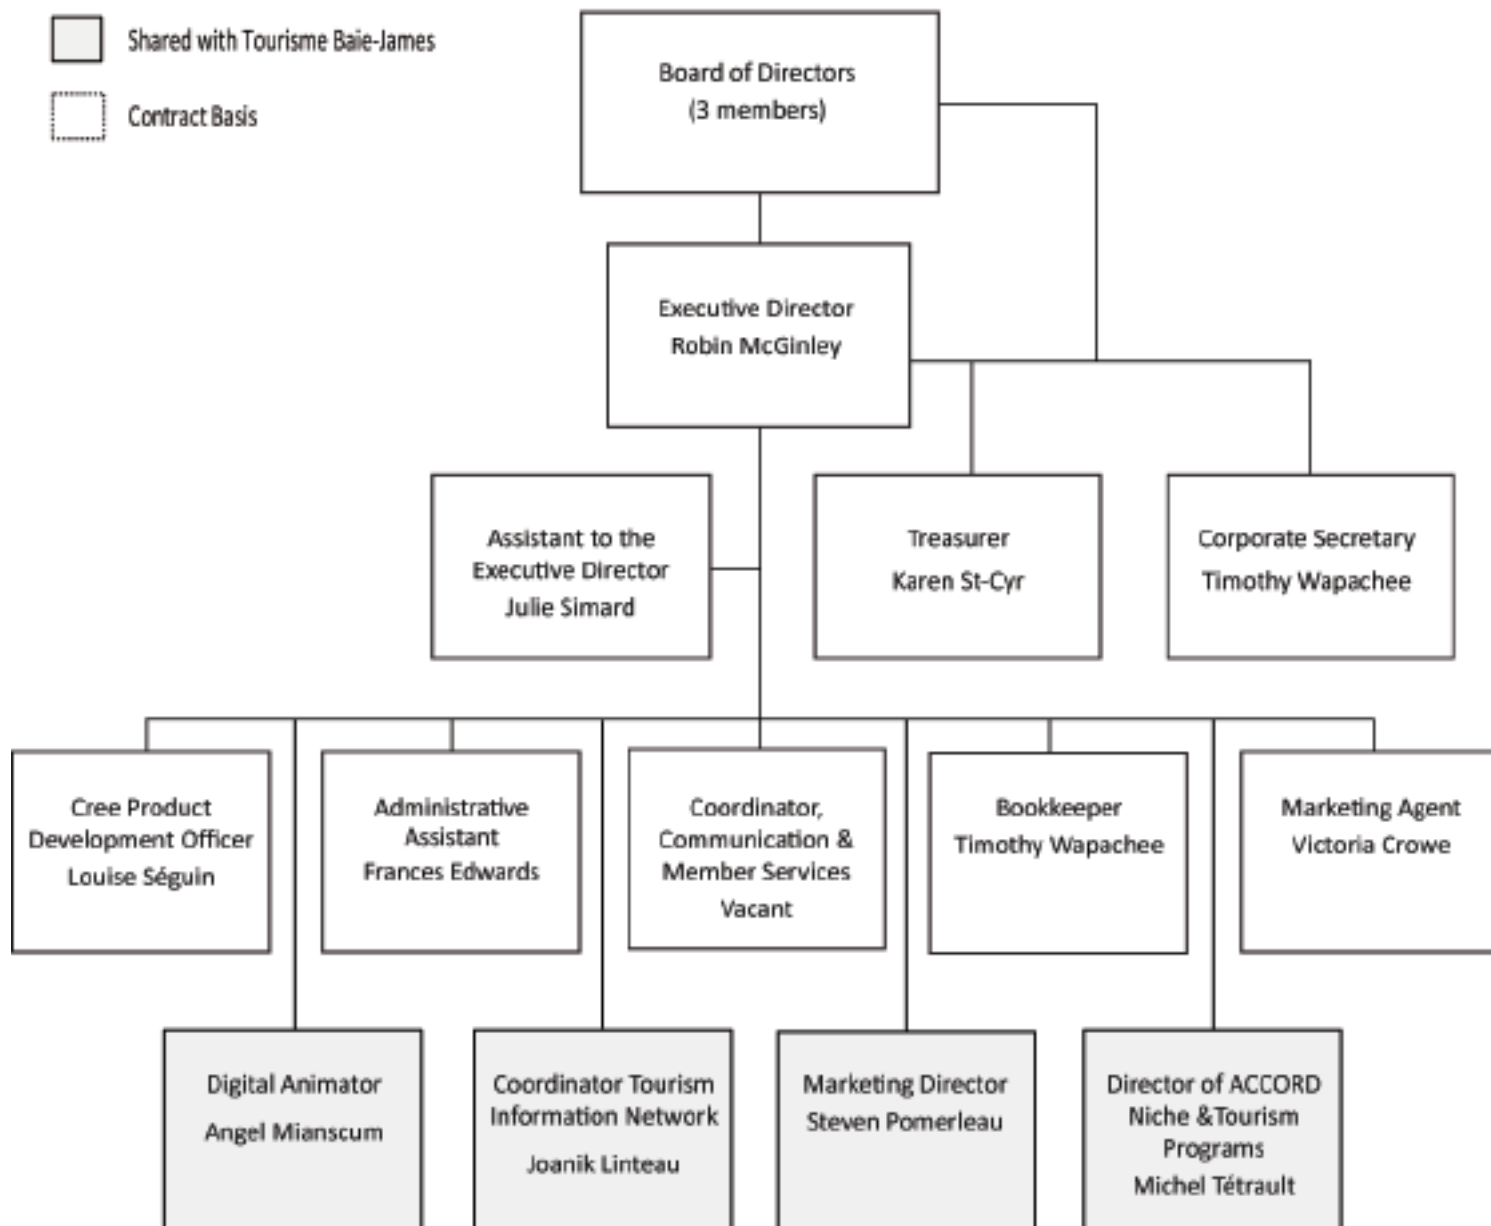 Shared with Tourisme Baie-James
Contract Basis
Board of Directors
(3 members)
Executive Director
Robin McGinley
Assistant to the
Executive Director
Julie Simard
Treasurer
Karen St-Cyr
Corporate Secretary
Timothy Wapachee
Cree Product
Development Officer
Louise Séguin
Administrative
Assistant
Frances Edwards
Coordinator,
Communication &
Member Services
Vacant
Bookkeeper
Timothy Wapachee
Marketing Agent
Victoria Crowe
Digital Animator
Angel Mianscum
Coordinator Tourism
Information Network
Joanik Linteau
Marketing Director
Steven Pomerleau
Director of ACCORD
Niche &Tourism
Programs
Michel Tétrault